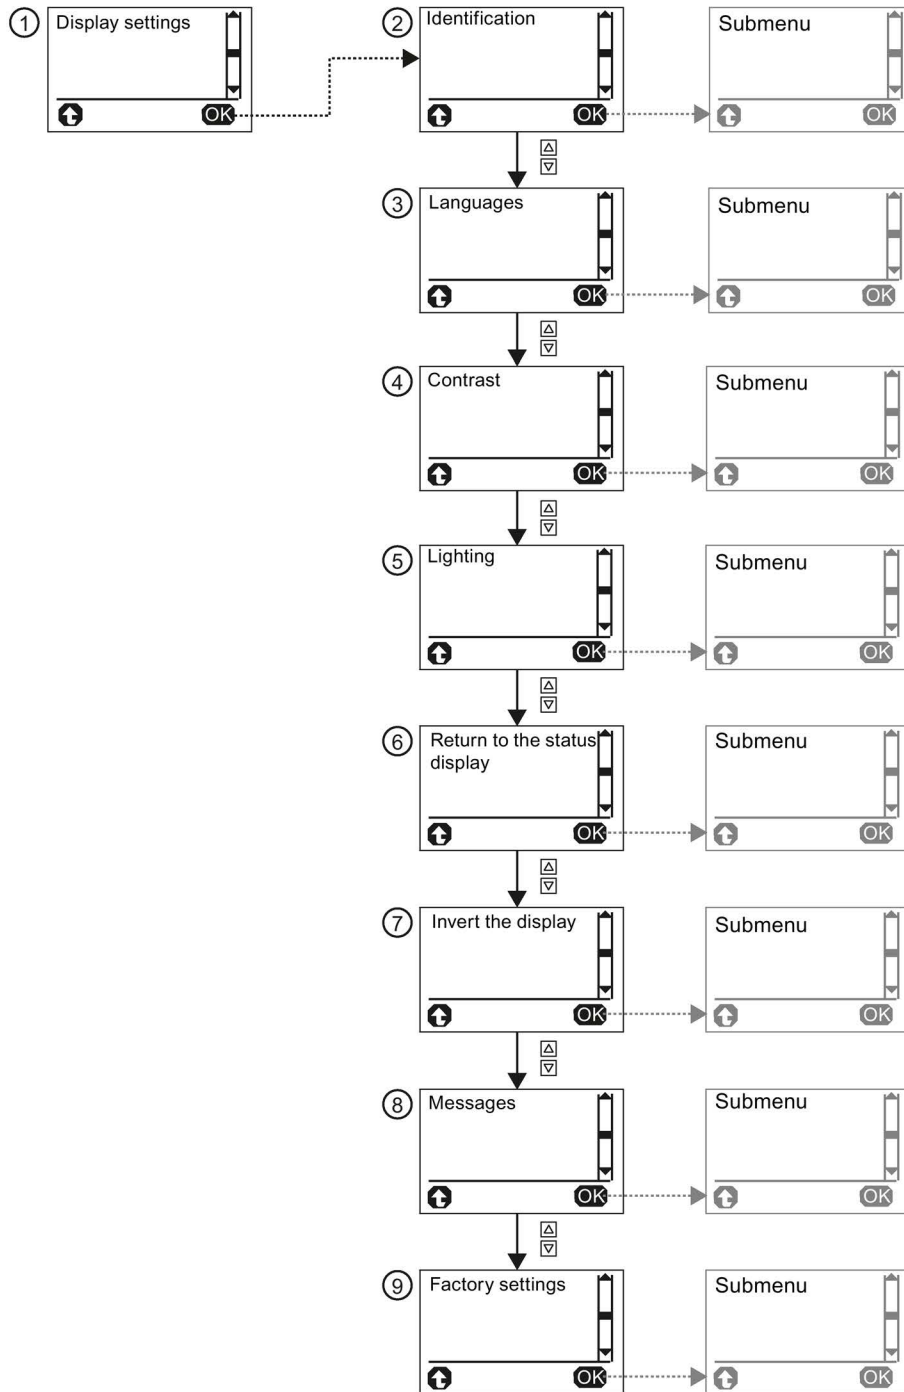 1 Display settings
OK
2 Identification
OK
Submenu
OK
3 Languages
OK
Submenu
OK
4 Contrast
OK
Submenu
OK
5 Lighting
OK
Submenu
OK
6 Return to the status
display
OK
Submenu
OK
7 Invert the display
OK
Submenu
OK
8 Messages
OK
Submenu
OK
9 Factory settings
OK
Submenu
OK